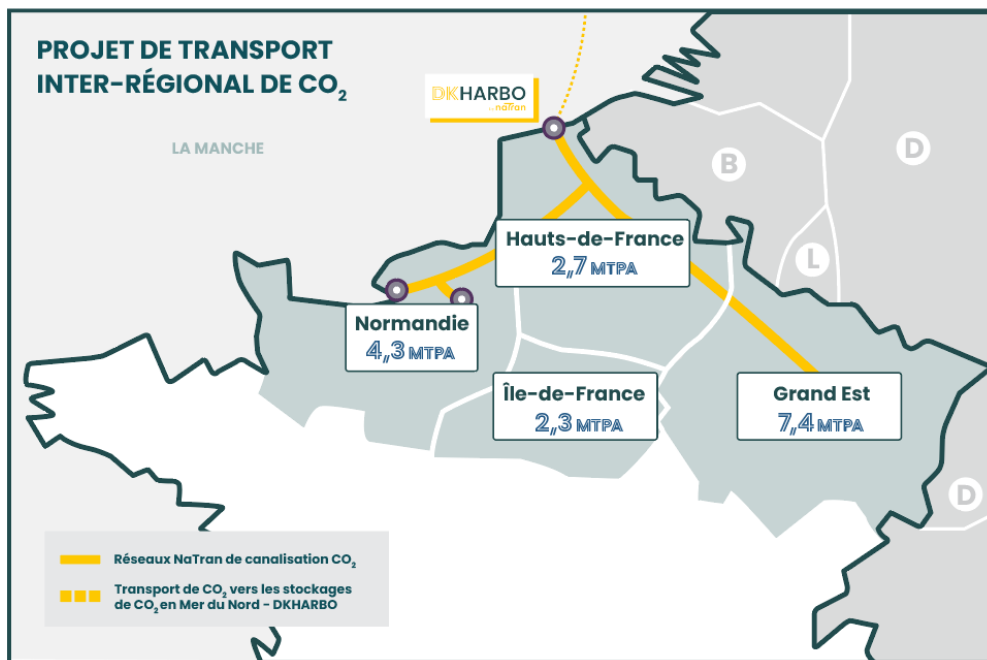 PROJET DE TRANSPORT
INTER-RÉGIONAL DE CO₂
DKHARBO
by naTran
LA MANCHE
B
D
L
Hauts-de-France
2,7 MTPA
Normandie
4,3 MTPA
Île-de-France
2,3 MTPA
Grand Est
7,4 MTPA
D
Réseaux NaTran de canalisation CO₂
Transport de CO₂ vers les stockages
de CO₂ en Mer du Nord - DKHARBO